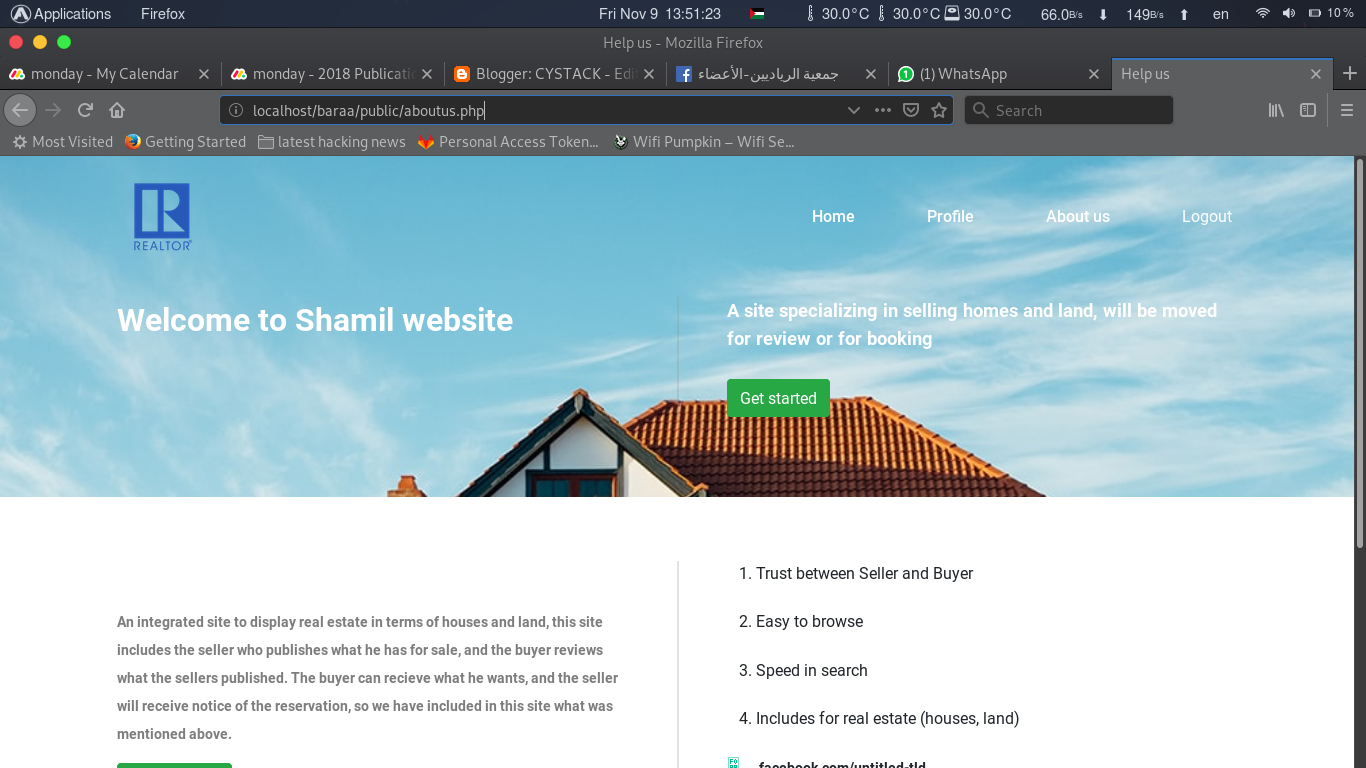 Applications Firefox Fri Nov 9 13:51:23 30.0°C 30.0°C 30.0°C 66.0B/s 149B/s en 10%
Help us - Mozilla Firefox
monday - My Calendar monday - 2018 Publicati Blogger: CYSTACK - Edi جمعية الرياديين-الأعضاء (1) WhatsApp Help us
localhost/baraa/public/aboutus.php Search
Most Visited Getting Started latest hacking news Personal Access Token... Wifi Pumpkin – Wifi Se...
REALTOR
Home Profile About us Logout
Welcome to Shamil website
A site specializing in selling homes and land, will be moved
for review or for booking
Get started
An integrated site to display real estate in terms of houses and land, this site
includes the seller who publishes what he has for sale, and the buyer reviews
what the sellers published. The buyer can recieve what he wants, and the seller
will receive notice of the reservation, so we have included in this site what was
mentioned above.
1. Trust between Seller and Buyer
2. Easy to browse
3. Speed in search
4. Includes for real estate (houses, land)
facebook.com/untitled-tld